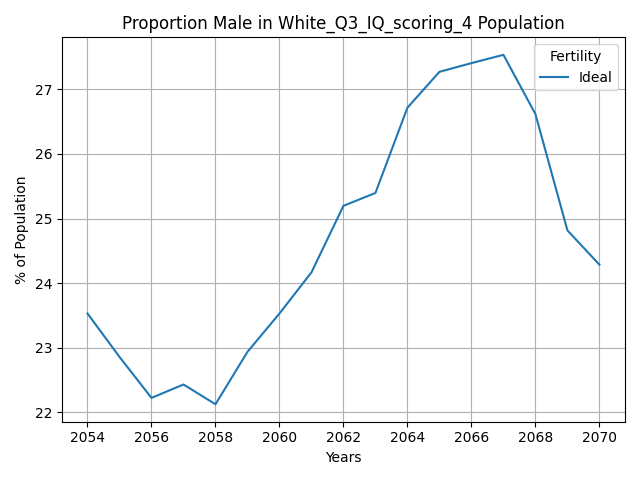 Proportion Male in White_Q3_IQ_scoring_4 Population
Fertility
Ideal
27
26
25
24
23
22
% of Population
2054 2056 2058 2060 2062 2064 2066 2068 2070
Years